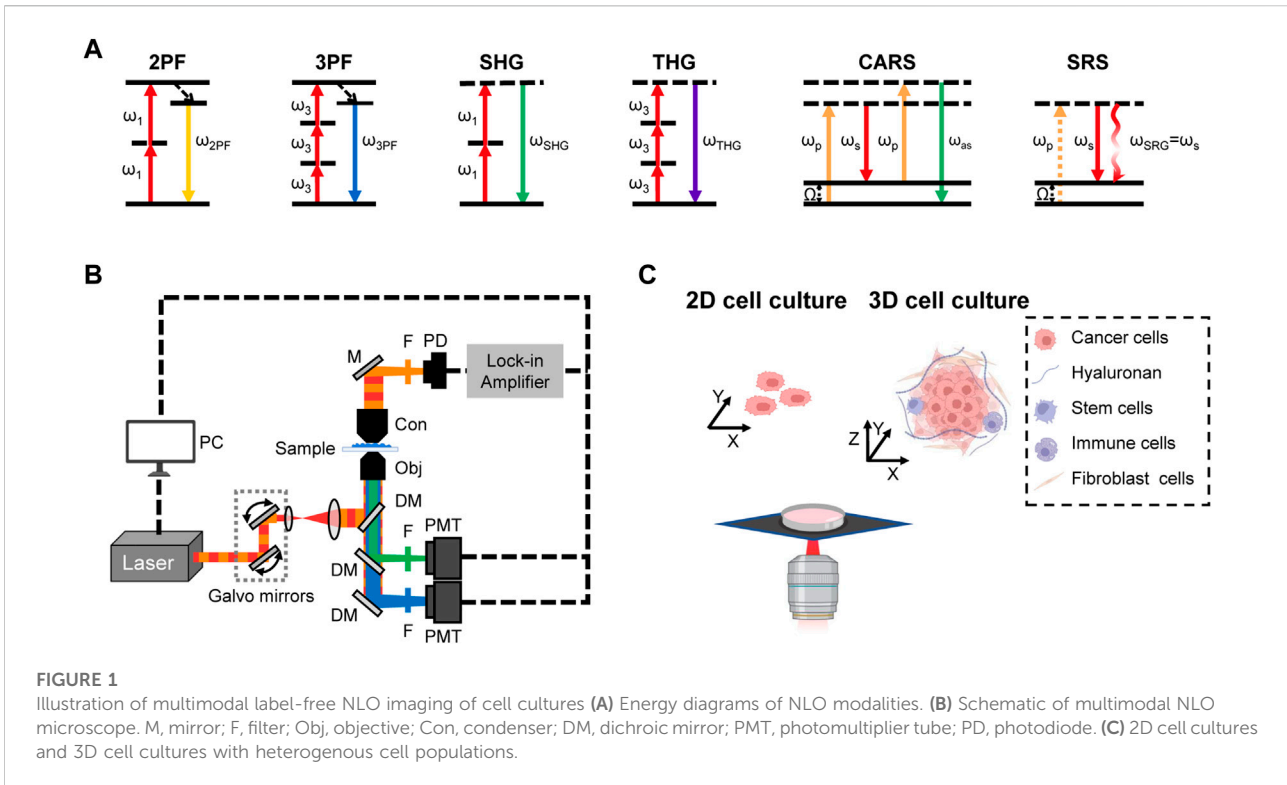 A
2PF 3PF SHG THG CARS SRS
ω1 ω1 ω2PF
ω3 ω3 ω3 ω3PF
ω1 ω1 ωSHG
ω3 ω3 ω3 ωTHG
ωp ωs ωp ωas Ω
ωp ωs ωSRG=ωs Ω
B
M F PD
Lock-in
Amplifier
Con
Sample
Obj
PC
DM
F PMT
Laser
DM
Galvo mirrors
DM
F PMT
C
2D cell culture 3D cell culture
Y
X
Z Y
X
Cancer cells
Hyaluronan
Stem cells
Immune cells
Fibroblast cells
FIGURE 1
Illustration of multimodal label-free NLO imaging of cell cultures (A) Energy diagrams of NLO modalities. (B) Schematic of multimodal NLO
microscope. M, mirror; F, filter; Obj, objective; Con, condenser; DM, dichroic mirror; PMT, photomultiplier tube; PD, photodiode. (C) 2D cell cultures
and 3D cell cultures with heterogenous cell populations.